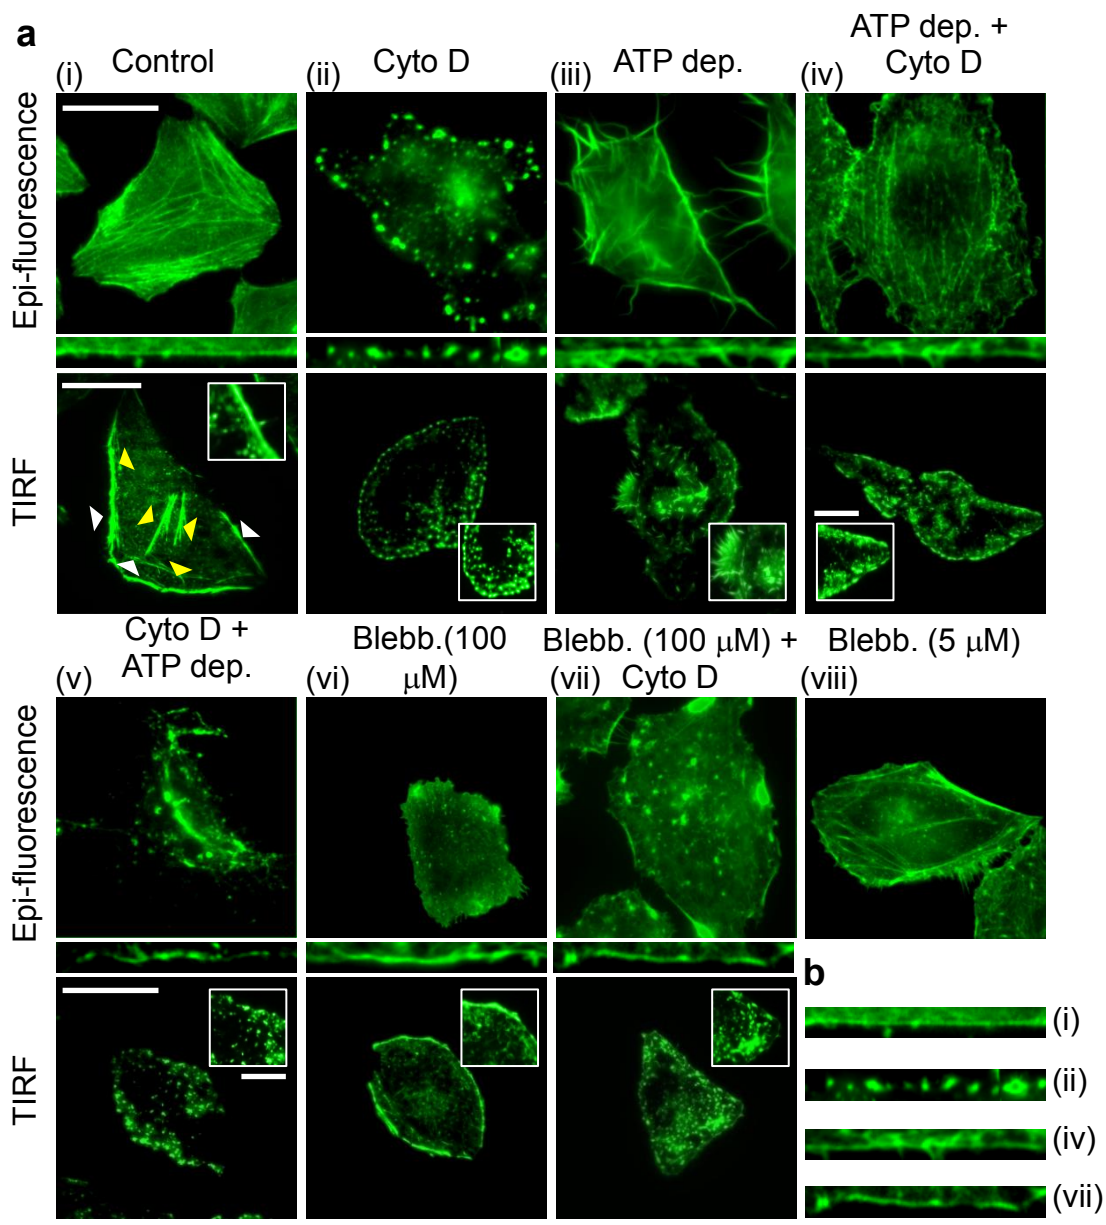 a
(i) Control
(ii) Cyto D
(iii) ATP dep.
(iv) ATP dep. +
Cyto D
Epi-fluorescence
TIRF
(v) Cyto D +
ATP dep.
(vi) Blebb.(100
μM)
(vii) Blebb. (100 μM) +
Cyto D
(viii) Blebb. (5 μM)
Epi-fluorescence
TIRF
b
(i)
(ii)
(iv)
(vii)